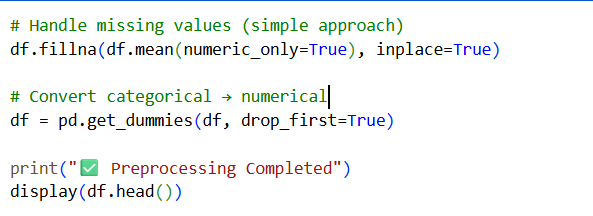 # Handle missing values (simple approach)
df.fillna(df.mean(numeric_only=True), inplace=True)
# Convert categorical → numerical
df = pd.get_dummies(df, drop_first=True)
print("✅ Preprocessing Completed")
display(df.head())